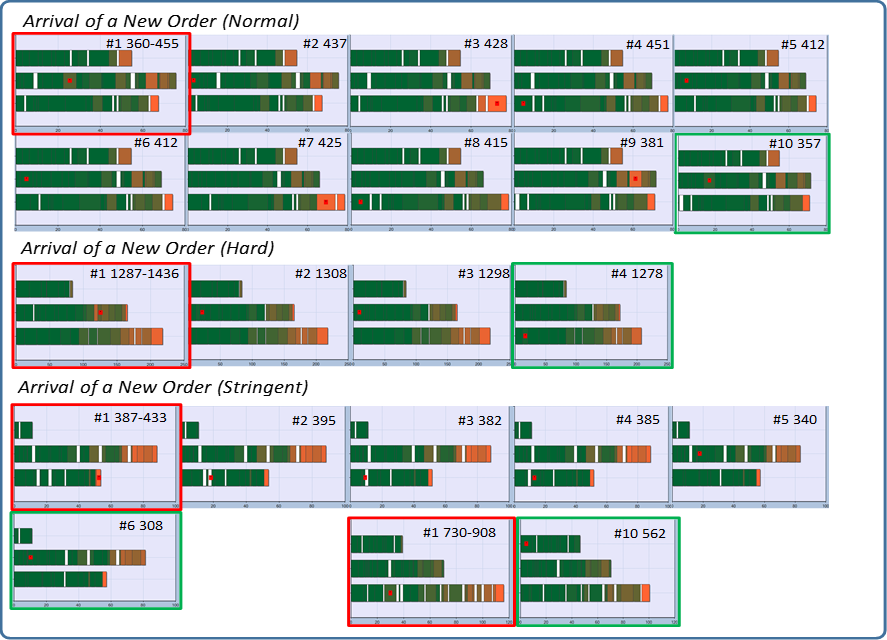 Arrival of a New Order (Normal)
#1 360-455 #2 437 #3 428 #4 451 #5 412
#6 412 #7 425 #8 415 #9 381 #10 357
Arrival of a New Order (Hard)
#1 1287-1436 #2 1308 #3 1298 #4 1278
Arrival of a New Order (Stringent)
#1 387-433 #2 395 #3 382 #4 385 #5 340
#6 308 #1 730-908 #10 562